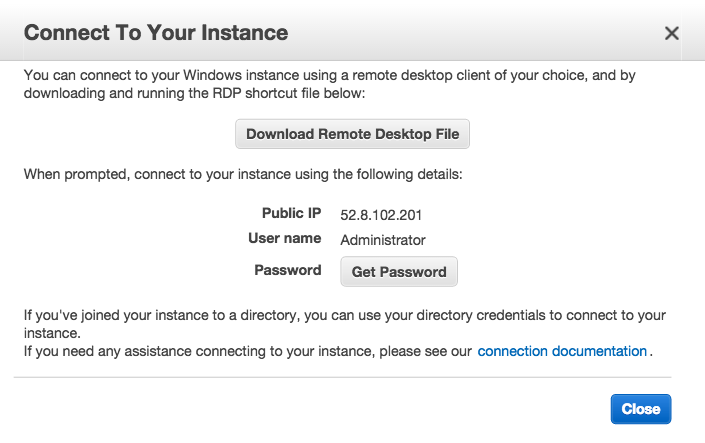 Connect To Your Instance
You can connect to your Windows instance using a remote desktop client of your choice, and by
downloading and running the RDP shortcut file below:
Download Remote Desktop File
When prompted, connect to your instance using the following details:
Public IP 52.8.102.201
User name Administrator
Password Get Password
If you've joined your instance to a directory, you can use your directory credentials to connect to your
instance.
If you need any assistance connecting to your instance, please see our connection documentation.
Close